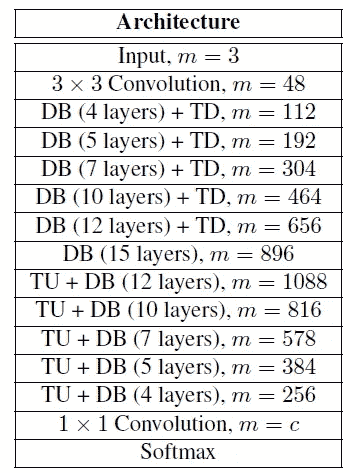 Architecture
Input, m = 3
3 × 3 Convolution, m = 48
DB (4 layers) + TD, m = 112
DB (5 layers) + TD, m = 192
DB (7 layers) + TD, m = 304
DB (10 layers) + TD, m = 464
DB (12 layers) + TD, m = 656
DB (15 layers), m = 896
TU + DB (12 layers), m = 1088
TU + DB (10 layers), m = 816
TU + DB (7 layers), m = 578
TU + DB (5 layers), m = 384
TU + DB (4 layers), m = 256
1 × 1 Convolution, m = c
Softmax